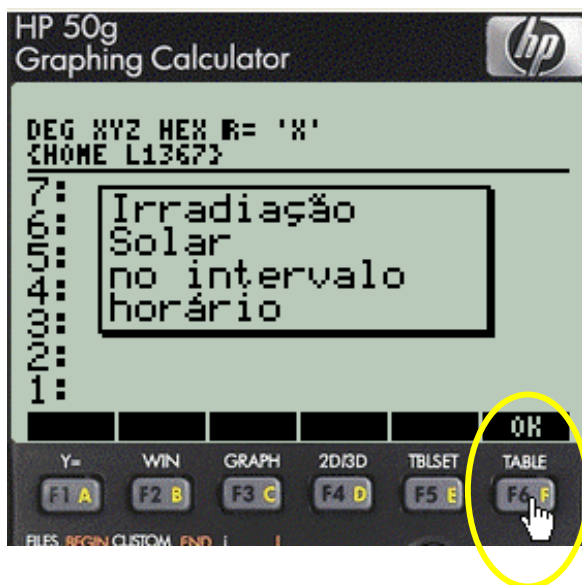 HP 50g
Graphing Calculator
hp
DEG XYZ HEX R= 'X'
{HOME L1367}
7:
6:
5:
4:
3:
2:
1:
Irradiação
Solar
no intervalo
horário
OK
Y= WIN GRAPH 2D/3D TBLSET TABLE
F1 A F2 B F3 C F4 D F5 E F6 F
FILES BEGIN CUSTOM END i I